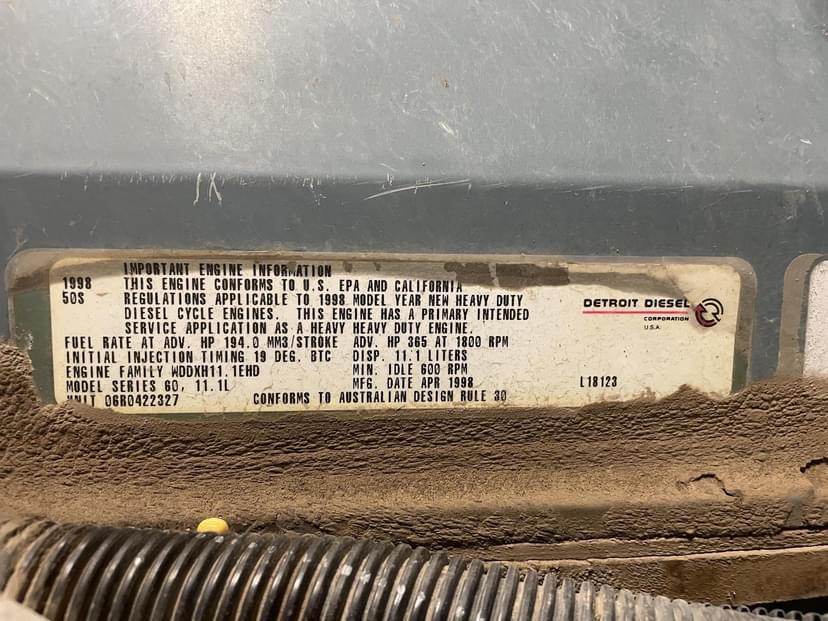 IMPORTANT ENGINE INFORMATION
1998 THIS ENGINE CONFORMS TO U.S. EPA AND CALIFORNIA
50S REGULATIONS APPLICABLE TO 1998 MODEL YEAR NEW HEAVY DUTY
DIESEL CYCLE ENGINES. THIS ENGINE HAS A PRIMARY INTENDED
SERVICE APPLICATION AS A HEAVY HEAVY DUTY ENGINE.
FUEL RATE AT ADV. HP 194.0 MM3/STROKE ADV. HP 365 AT 1800 RPM
INITIAL INJECTION TIMING 19 DEG. BTC DISP. 11.1 LITERS
ENGINE FAMILY WDDXH11.1EHD MIN. IDLE 600 RPM
MODEL SERIES 60, 11.1L MFG. DATE APR 1998 L18123
UNIT 06R0422327 CONFORMS TO AUSTRALIAN DESIGN RULE 30
DETROIT DIESEL
CORPORATION
U.S.A.